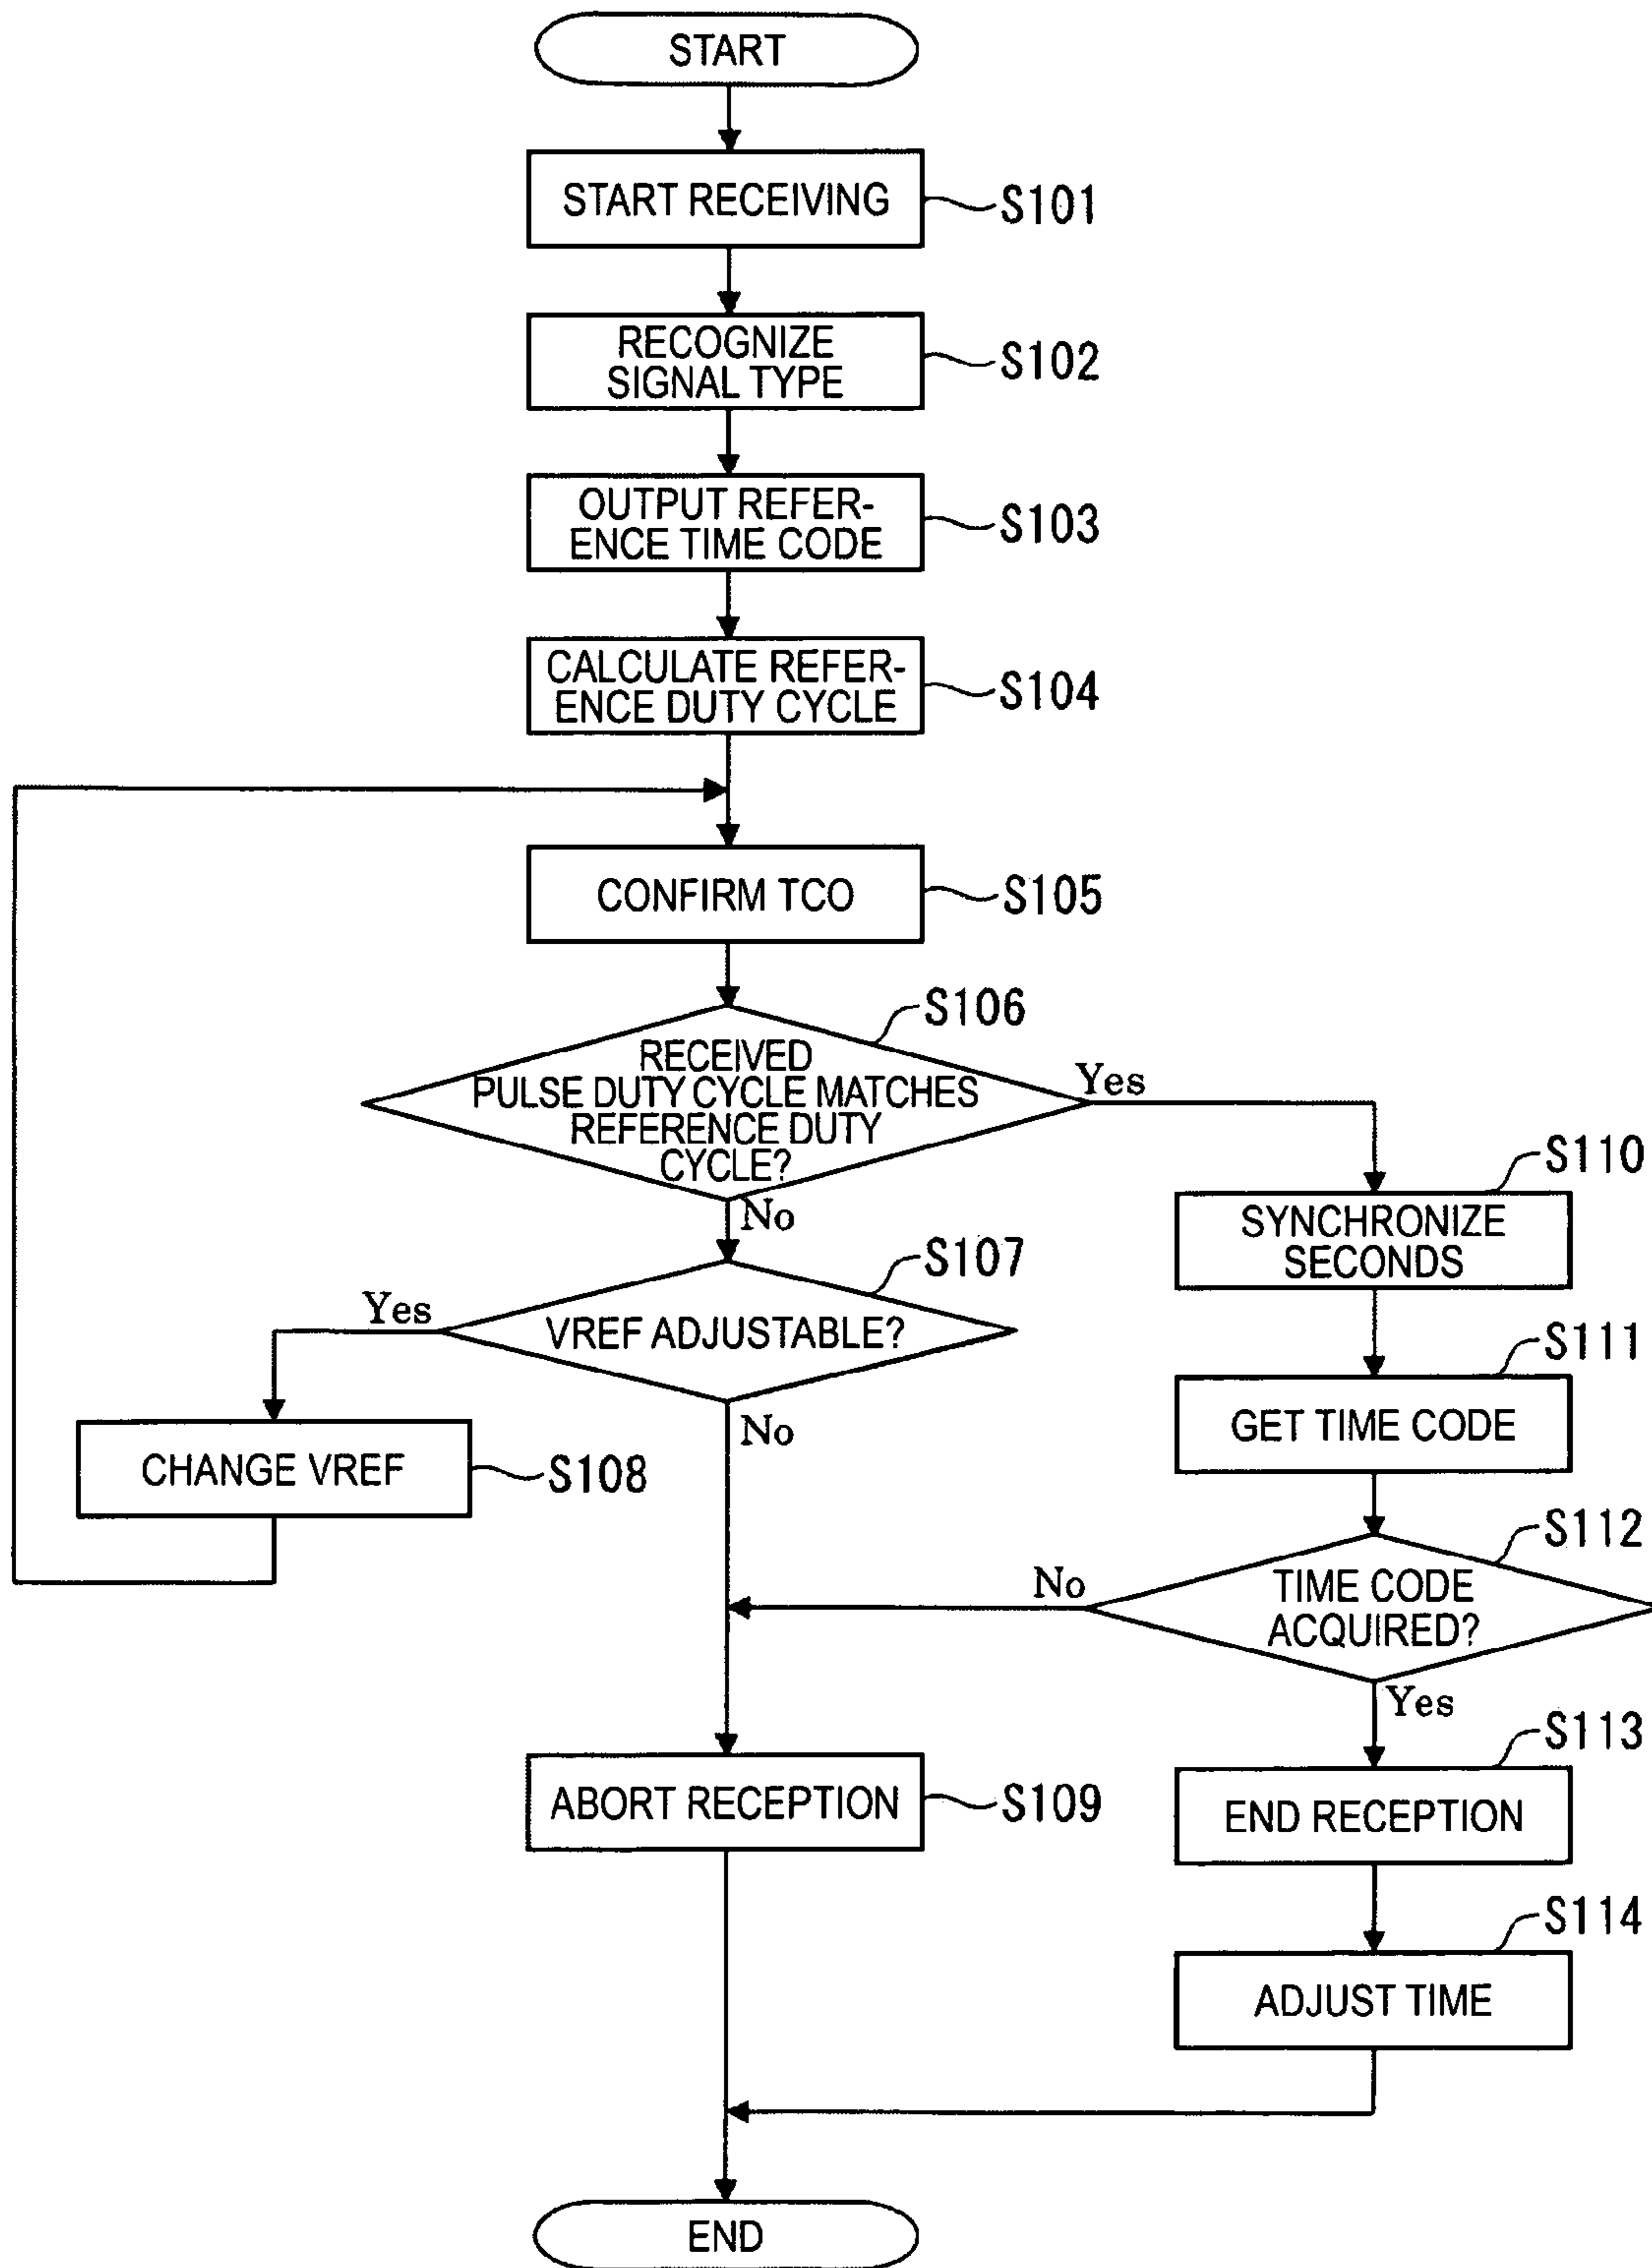 START
START RECEIVING
S101
RECOGNIZE
SIGNAL TYPE
S102
OUTPUT REFER-
ENCE TIME CODE
S103
CALCULATE REFER-
ENCE DUTY CYCLE
S104
CONFIRM TCO
S105
S106
RECEIVED
PULSE DUTY CYCLE MATCHES
REFERENCE DUTY
CYCLE?
Yes
No
S107
VREF ADJUSTABLE?
Yes
No
CHANGE VREF
S108
S110
SYNCHRONIZE
SECONDS
S111
GET TIME CODE
S112
TIME CODE
ACQUIRED?
No
Yes
ABORT RECEPTION
S109
S113
END RECEPTION
S114
ADJUST TIME
END